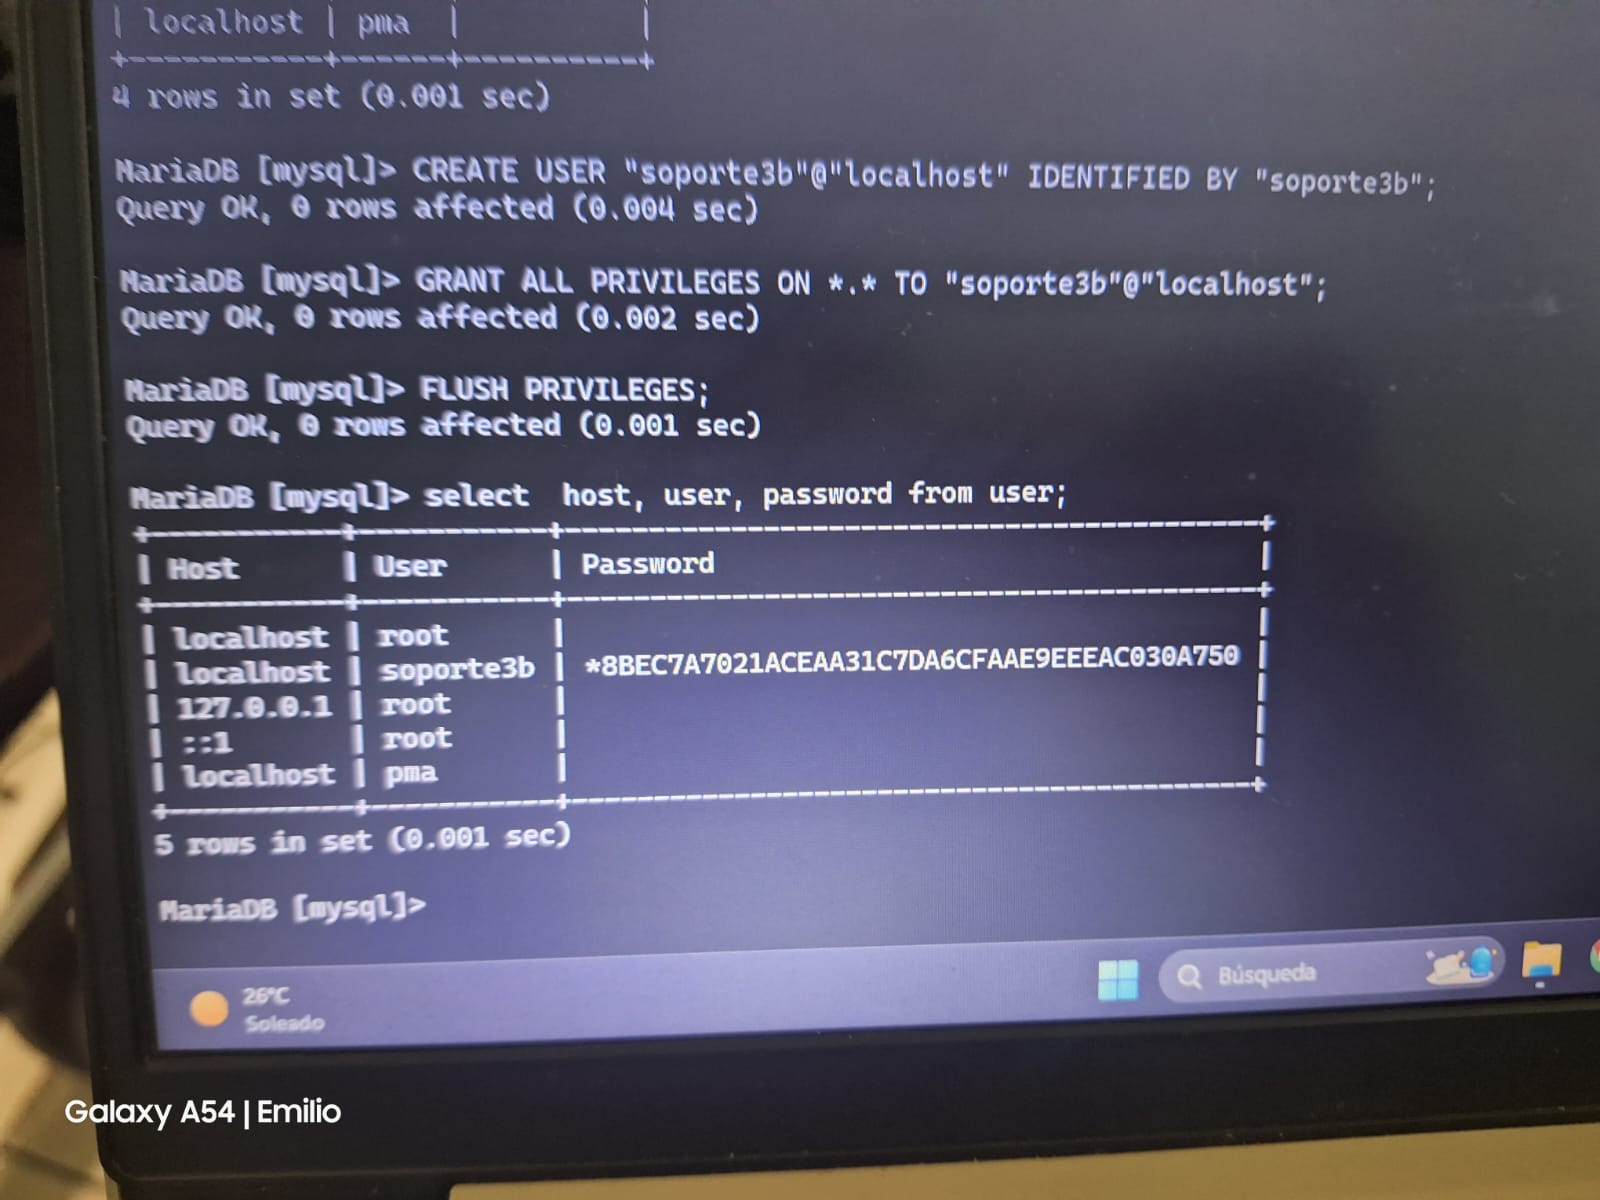 | localhost | pma | |
+-----------+------+----------+
4 rows in set (0.001 sec)
MariaDB [mysql]> CREATE USER "soporte3b"@"localhost" IDENTIFIED BY "soporte3b";
Query OK, 0 rows affected (0.004 sec)
MariaDB [mysql]> GRANT ALL PRIVILEGES ON *.* TO "soporte3b"@"localhost";
Query OK, 0 rows affected (0.002 sec)
MariaDB [mysql]> FLUSH PRIVILEGES;
Query OK, 0 rows affected (0.001 sec)
MariaDB [mysql]> select  host, user, password from user;
+-----------+-----------+-------------------------------------------+
| Host | User | Password |
+-----------+-----------+-------------------------------------------+
| localhost | root | |
| localhost | soporte3b | *8BEC7A7021ACEAA31C7DA6CFAAE9EEEAC030A750 |
| 127.0.0.1 | root | |
| ::1 | root | |
| localhost | pma | |
+-----------+-----------+-------------------------------------------+
5 rows in set (0.001 sec)
MariaDB [mysql]>
26°C
Soleado
Búsqueda
Galaxy A54 | Emilio